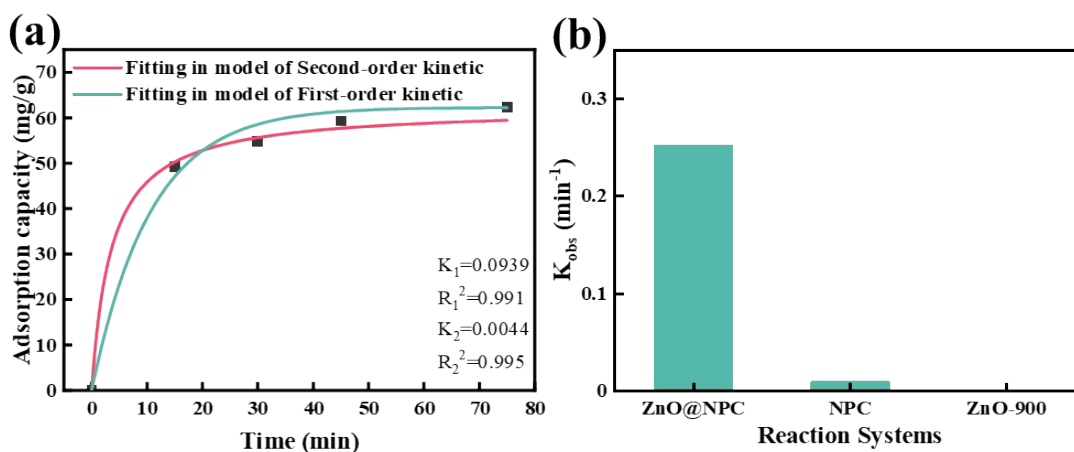 (a)
Fitting in model of Second-order kinetic
Fitting in model of First-order kinetic
Adsorption capacity (mg/g)
70
60
50
40
30
20
10
0
K₁=0.0939
R₁²=0.991
K₂=0.0044
R₂²=0.995
0 10 20 30 40 50 60 70 80
Time (min)
(b)
K_obs (min⁻¹)
0.3
0.2
0.1
0
ZnO@NPC NPC ZnO-900
Reaction Systems